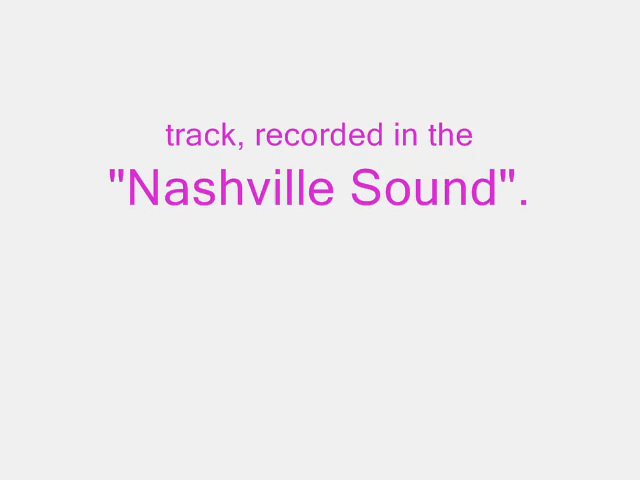 track, recorded in the
"Nashville Sound".